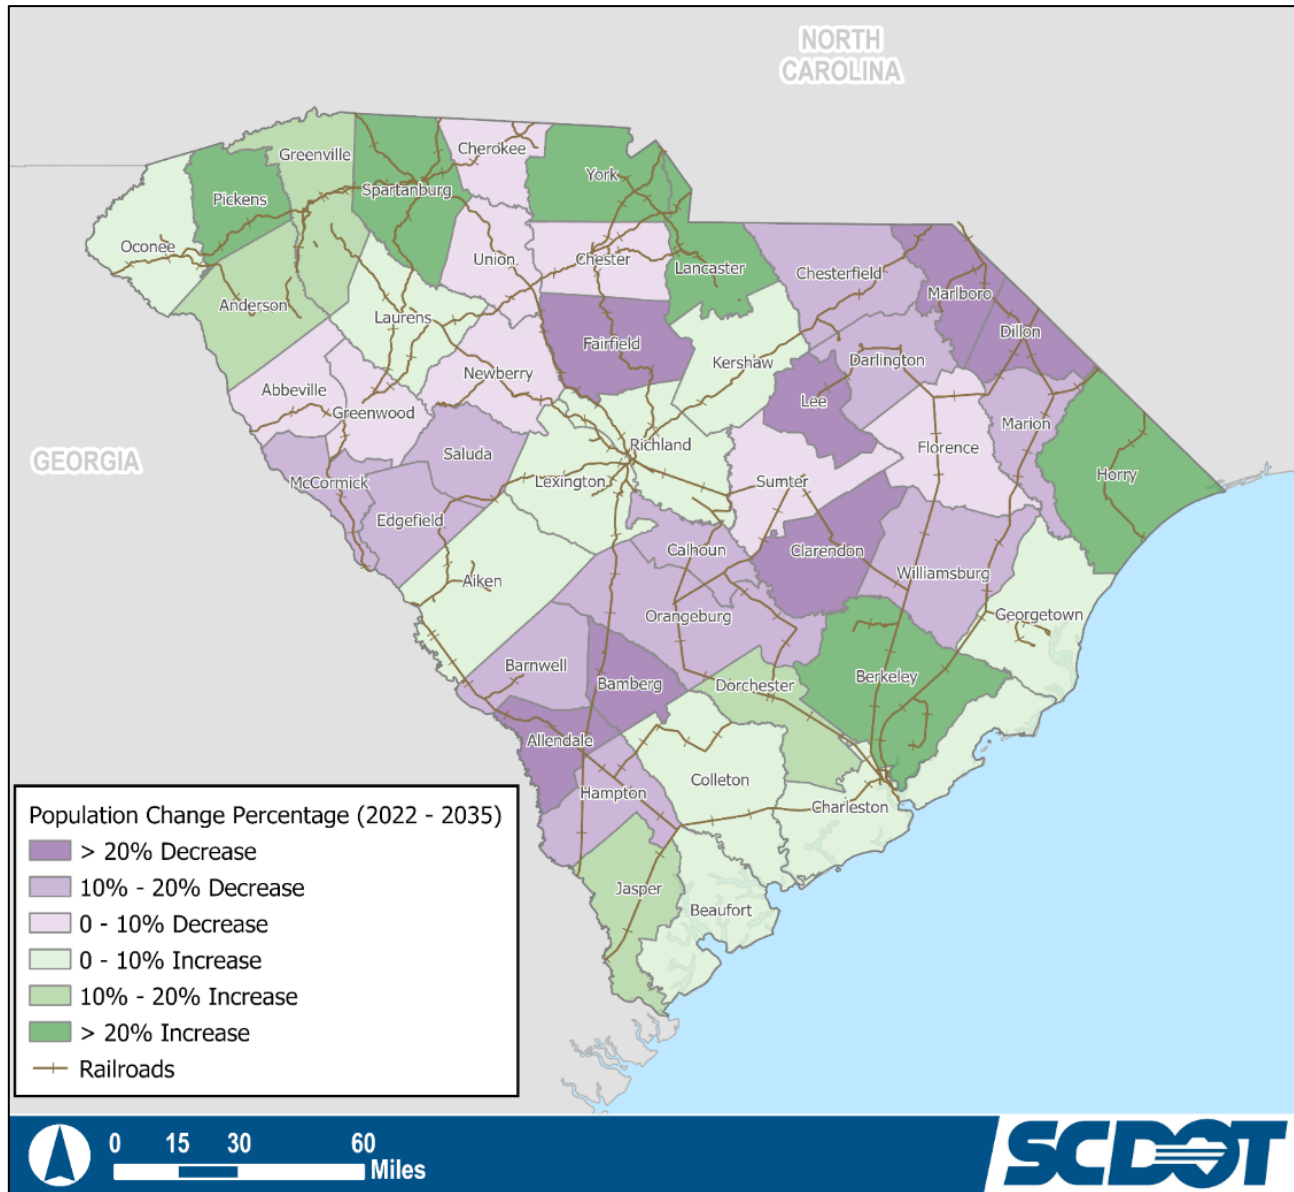 NORTH
CAROLINA
Greenville
Cherokee
Spartanburg
York
Pickens
Oconee
Union
Chester
Lancaster
Chesterfield
Marlboro
Anderson
Laurens
Fairfield
Dillon
Kershaw
Darlington
Newberry
Abbeville
Lee
Greenwood
Marion
Saluda
Richland
Florence
GEORGIA
Horry
McCormick
Lexington
Sumter
Edgefield
Calhoun
Clarendon
Williamsburg
Aiken
Orangeburg
Georgetown
Barnwell
Bamberg
Dorchester
Berkeley
Allendale
Colleton
Hampton
Charleston
Jasper
Beaufort
Population Change Percentage (2022 - 2035)
> 20% Decrease
10% - 20% Decrease
0 - 10% Decrease
0 - 10% Increase
10% - 20% Increase
> 20% Increase
Railroads
0 15 30 60
Miles
SCDOT